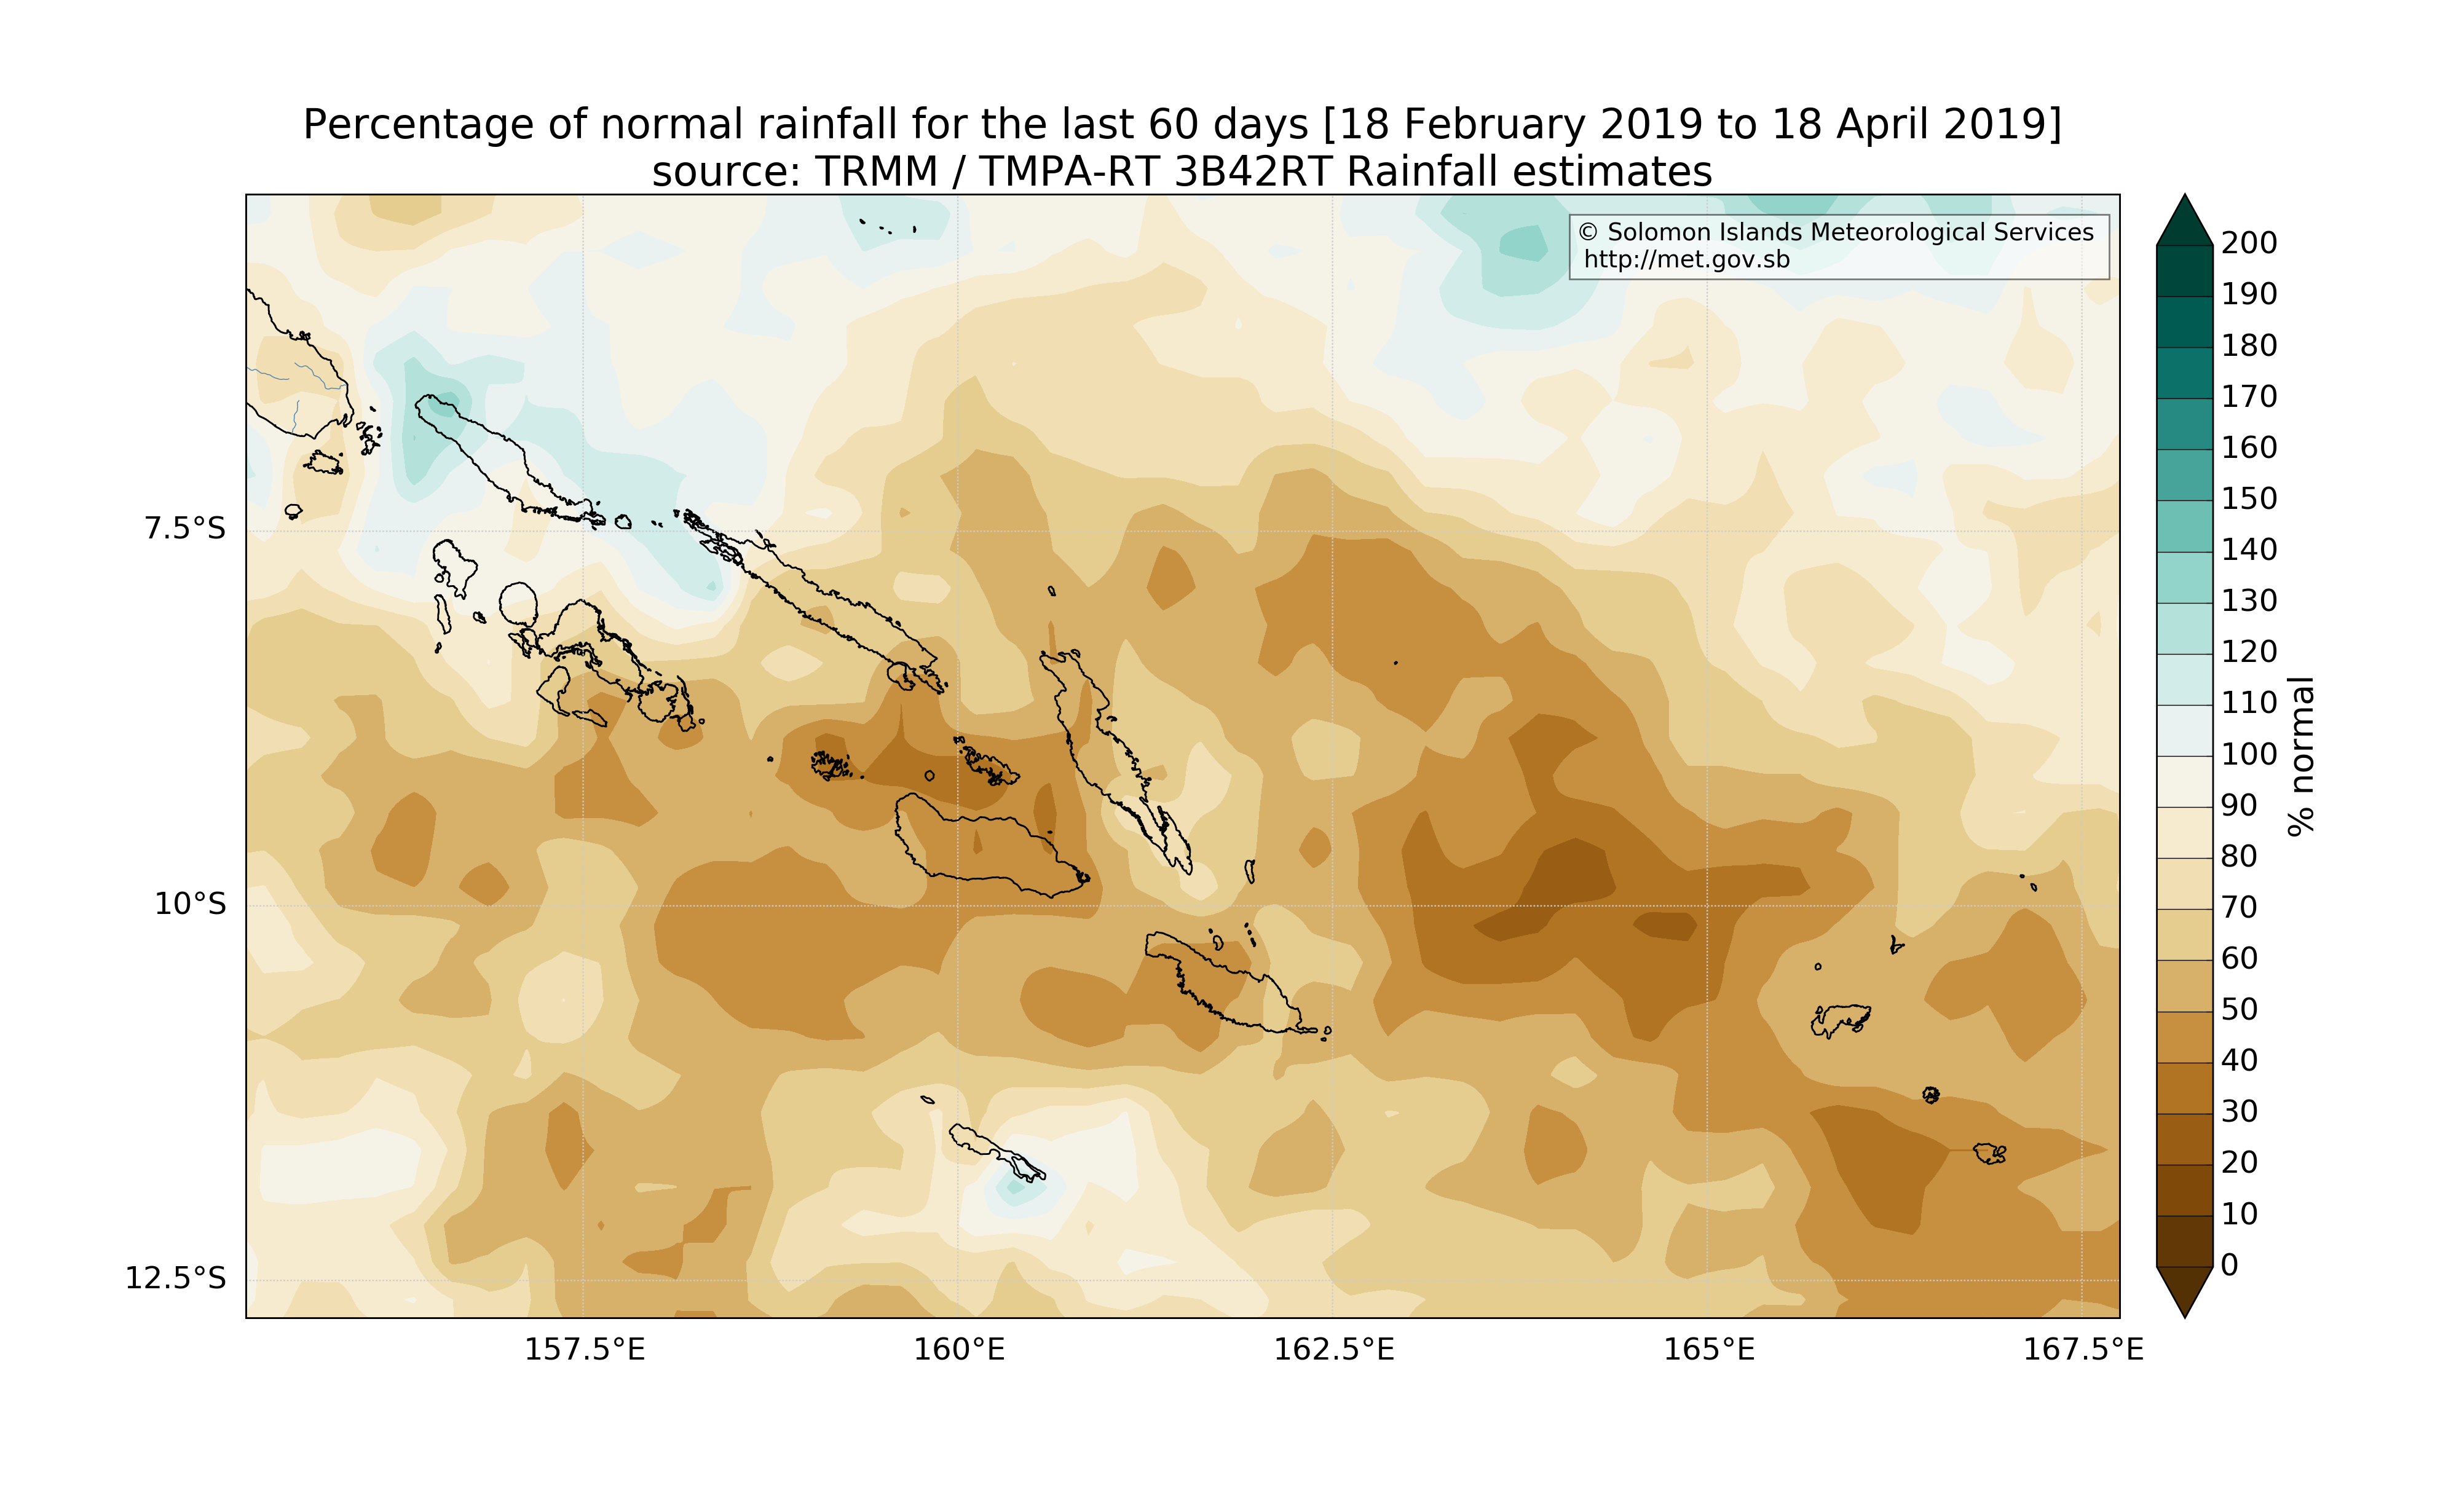 Percentage of normal rainfall for the last 60 days [18 February 2019 to 18 April 2019]
source: TRMM / TMPA-RT 3B42RT Rainfall estimates
© Solomon Islands Meteorological Services
http://met.gov.sb
7.5°S
10°S
12.5°S
157.5°E
160°E
162.5°E
165°E
167.5°E
200
190
180
170
160
150
140
130
120
110
100
90
80
70
60
50
40
30
20
10
0
% normal